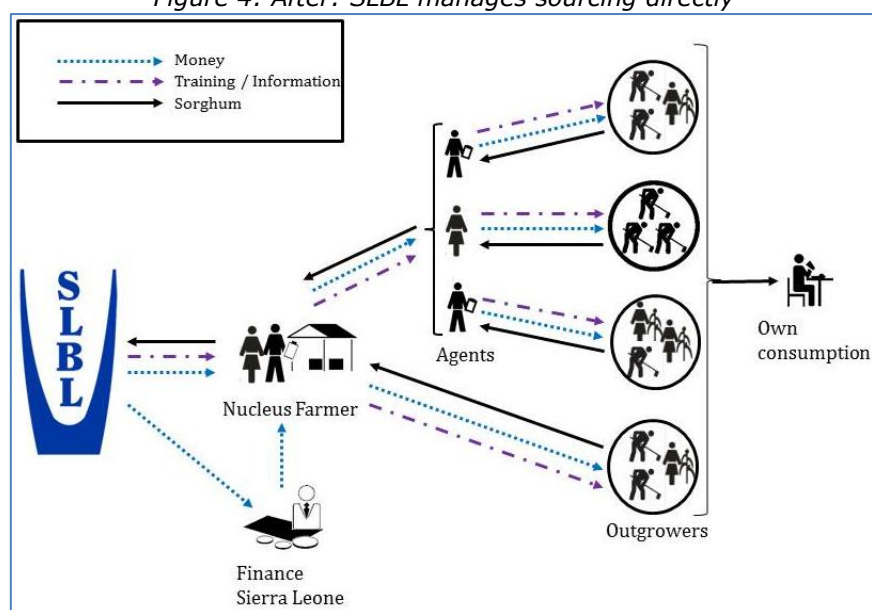 Figure 4: After: SLBL manages sourcing directly
Money
Training / Information
Sorghum
SLBL
Nucleus Farmer
Agents
Own
consumption
Outgrowers
Finance
Sierra Leone